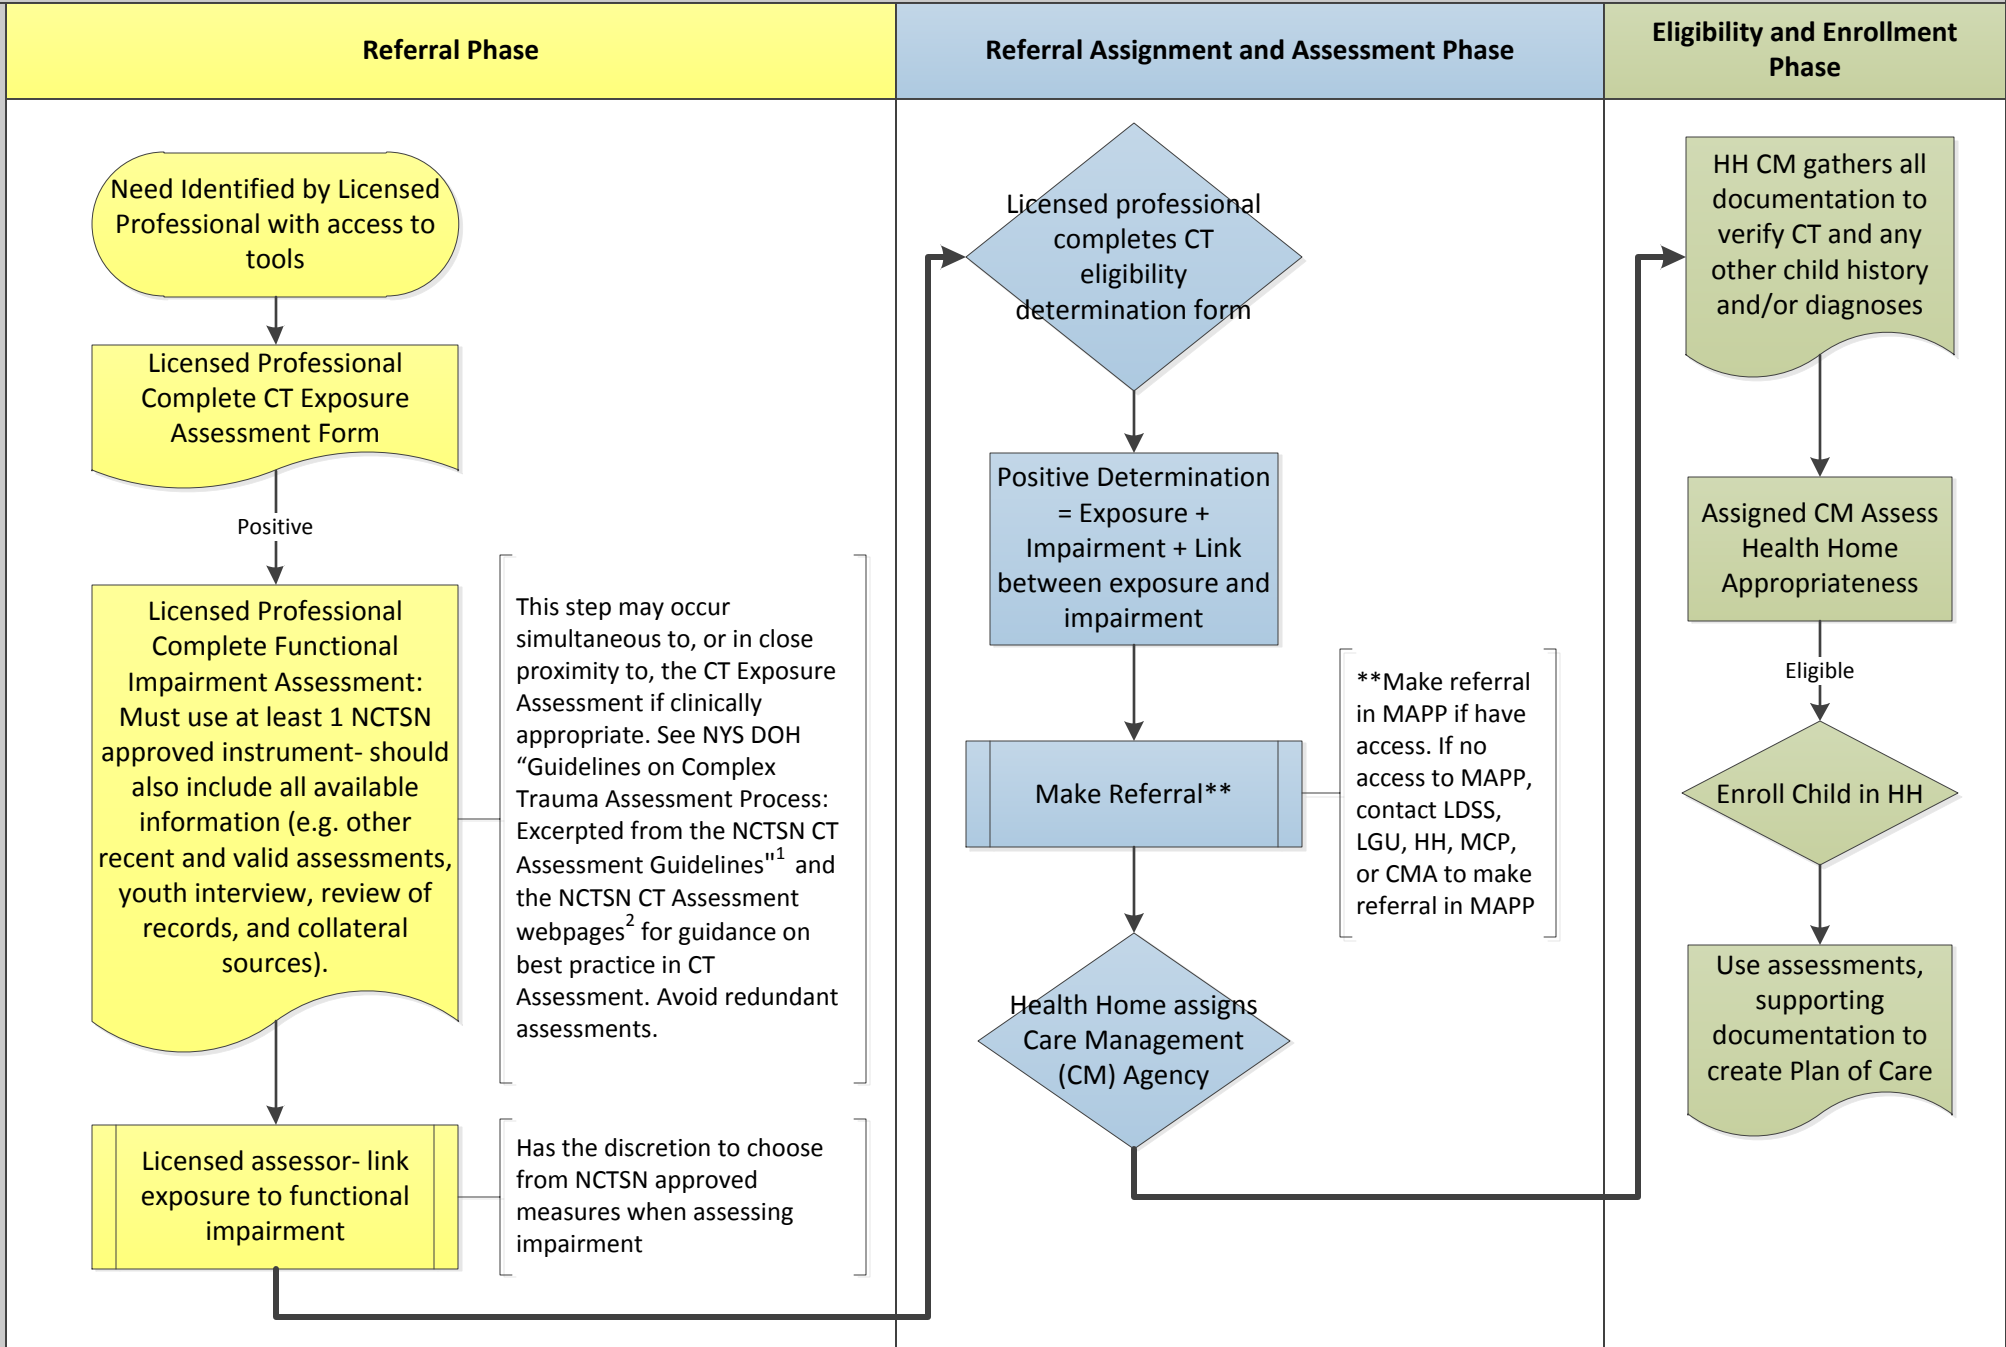 Referral Phase
Need Identified by Licensed
Professional with access to
tools
Licensed Professional
Complete CT Exposure
Assessment Form
Positive
Licensed Professional
Complete Functional
Impairment Assessment:
Must use at least 1 NCTSN
approved instrument- should
also include all available
information (e.g. other
recent and valid assessments,
youth interview, review of
records, and collateral
sources).
This step may occur
simultaneous to, or in close
proximity to, the CT Exposure
Assessment if clinically
appropriate. See NYS DOH
“Guidelines on Complex
Trauma Assessment Process:
Excerpted from the NCTSN CT
Assessment Guidelines"1 and
the NCTSN CT Assessment
webpages2 for guidance on
best practice in CT
Assessment. Avoid redundant
assessments.
Licensed assessor- link
exposure to functional
impairment
Has the discretion to choose
from NCTSN approved
measures when assessing
impairment
Referral Assignment and Assessment Phase
Licensed professional
completes CT
eligibility
determination form
Positive Determination
= Exposure +
Impairment + Link
between exposure and
impairment
Make Referral**
**Make referral
in MAPP if have
access. If no
access to MAPP,
contact LDSS,
LGU, HH, MCP,
or CMA to make
referral in MAPP
Health Home assigns
Care Management
(CM) Agency
Eligibility and Enrollment
Phase
HH CM gathers all
documentation to
verify CT and any
other child history
and/or diagnoses
Assigned CM Assess
Health Home
Appropriateness
Eligible
Enroll Child in HH
Use assessments,
supporting
documentation to
create Plan of Care